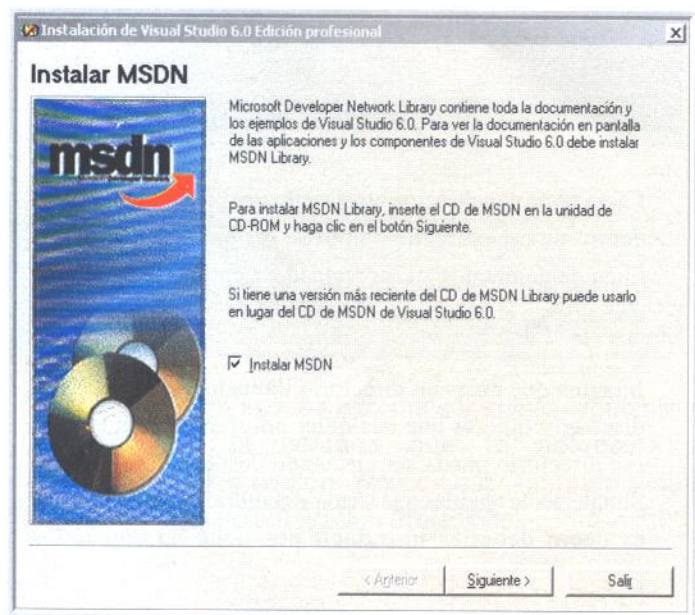 Instalación de Visual Studio 6.0 Edición profesional
Instalar MSDN
msdn
Microsoft Developer Network Library contiene toda la documentación y
los ejemplos de Visual Studio 6.0. Para ver la documentación en pantalla
de las aplicaciones y los componentes de Visual Studio 6.0 debe instalar
MSDN Library.
Para instalar MSDN Library, inserte el CD de MSDN en la unidad de
CD-ROM y haga clic en el botón Siguiente.
Si tiene una versión más reciente del CD de MSDN Library puede usarlo
en lugar del CD de MSDN de Visual Studio 6.0.
Instalar MSDN
< Anterior
Siguiente >
Salir